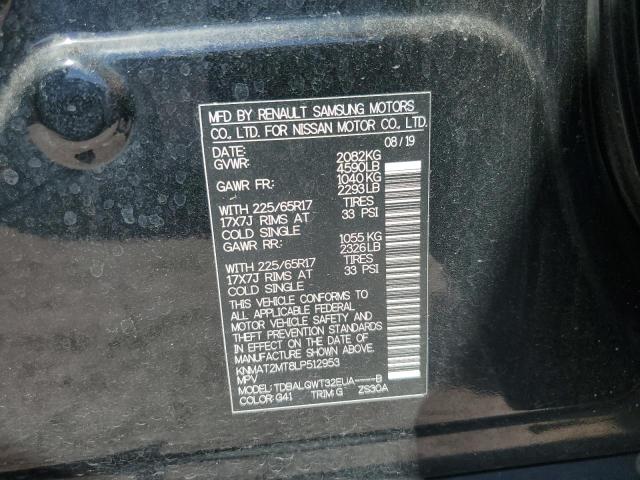 MFD BY RENAULT SAMSUNG MOTORS
CO., LTD. FOR NISSAN MOTOR CO., LTD.
DATE: 08/19
GVWR: 2082KG
4590LB
GAWR FR: 1040KG
2293LB
WITH 225/65R17 TIRES
17X7J RIMS AT 33 PSI
COLD SINGLE
GAWR RR: 1055 KG
2326 LB
WITH 225/65R17 TIRES
17X7J RIMS AT 33 PSI
COLD SINGLE
THIS VEHICLE CONFORMS TO
ALL APPLICABLE FEDERAL
MOTOR VEHICLE SAFETY AND
THEFT PREVENTION STANDARDS
IN EFFECT ON THE DATE OF
MANUFACTURE SHOWN ABOVE.
KNMAT2MT8LP512953
MPV
MODEL: TDBALGWT32EUA-----B
COLOR: G41 TRIM: G ZS30A